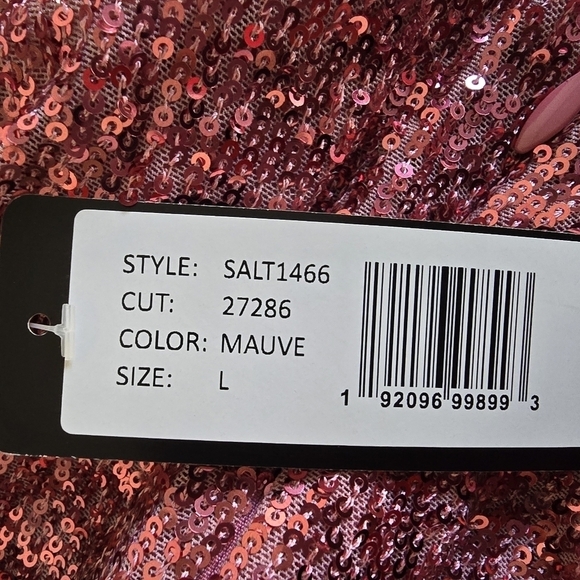 STYLE: SALT1466
CUT: 27286
COLOR: MAUVE
SIZE: L
1 92096 99899 3